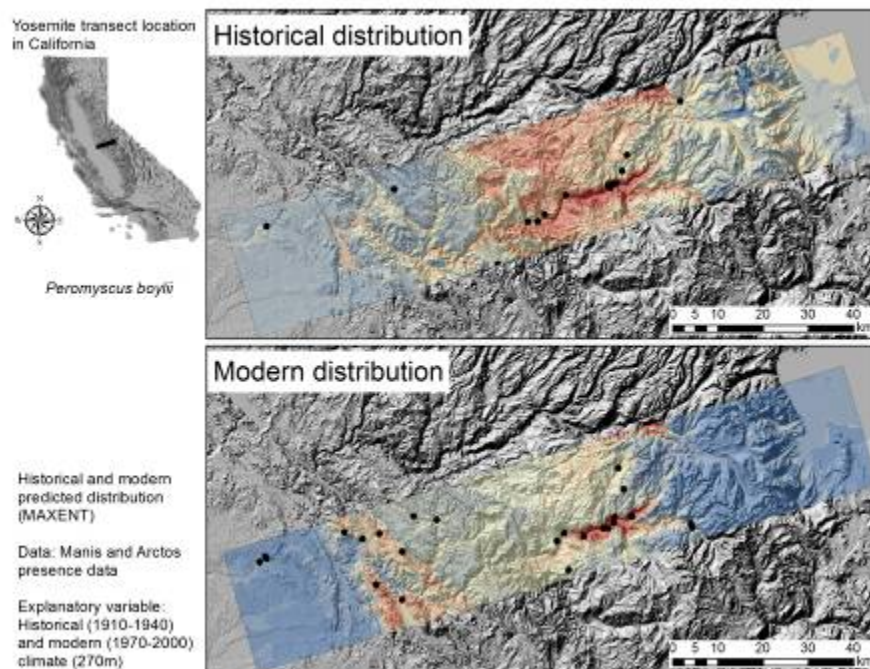 Yosemite transect location
in California
Peromyscus boylii
Historical distribution
0 5 10 20 30 40
km
Modern distribution
Historical and modern
predicted distribution
(MAXENT)
Data: Manis and Arctos
presence data
Explanatory variable:
Historical (1910-1940)
and modern (1970-2000)
climate (270m)
0 5 10 20 30 40
km